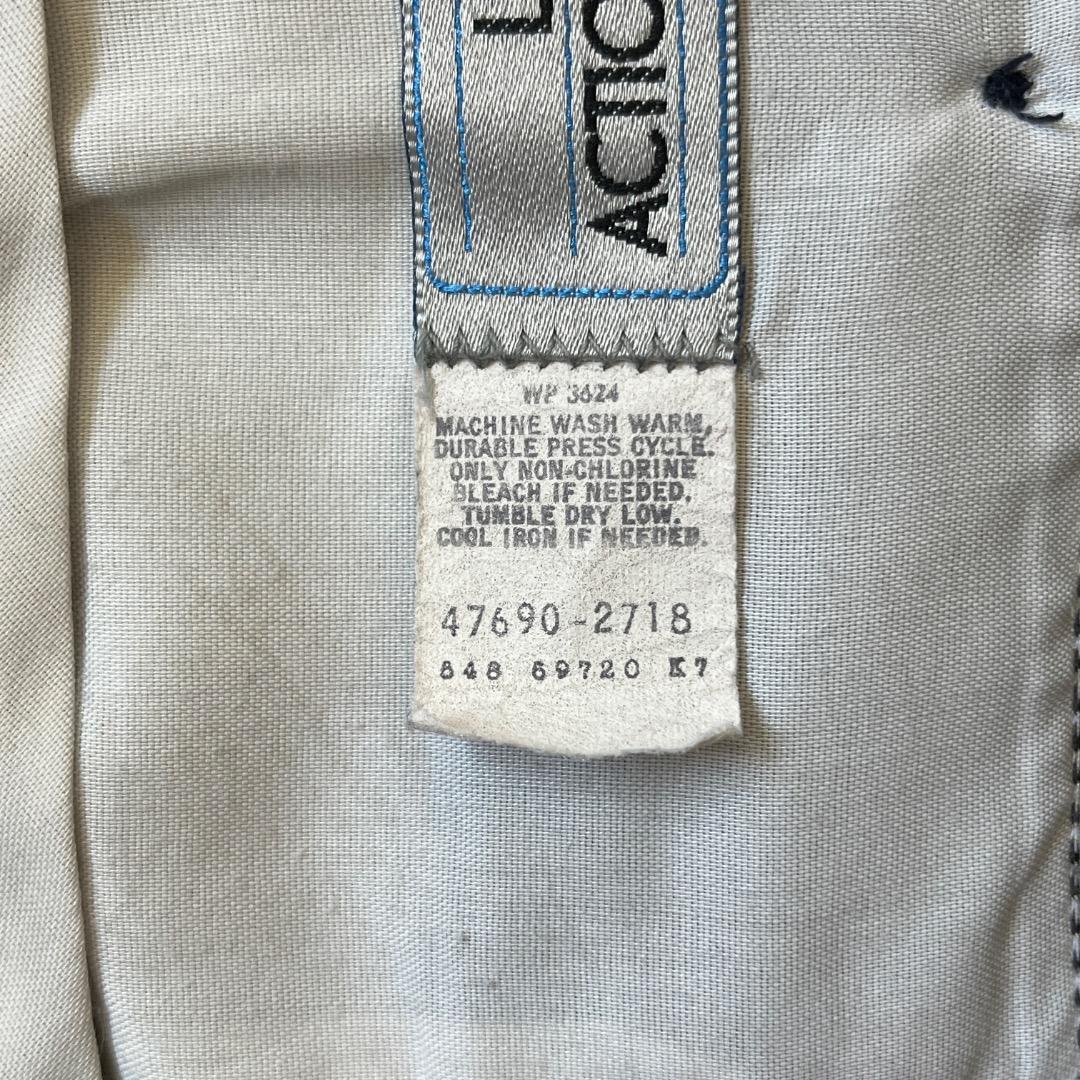 L
ACTIO
WP 3624
MACHINE WASH WARM,
DURABLE PRESS CYCLE.
ONLY NON-CHLORINE
BLEACH IF NEEDED.
TUMBLE DRY LOW.
COOL IRON IF NEEDED.
47690-2718
848 69720 K7